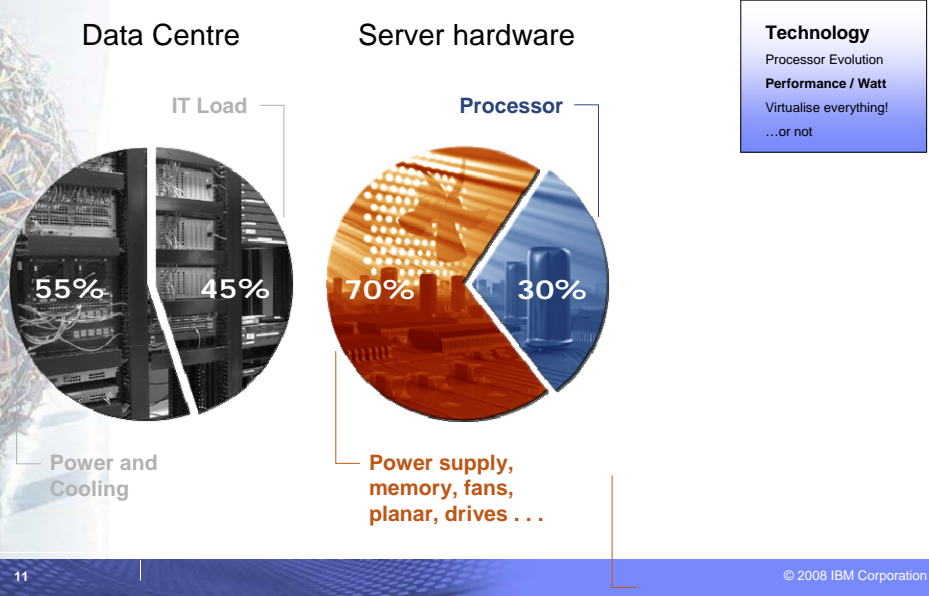 Data Centre
Server hardware
Technology
Processor Evolution
Performance / Watt
Virtualise everything!
…or not
IT Load
Processor
55%
45%
70%
30%
Power and
Cooling
Power supply,
memory, fans,
planar, drives . . .
11
© 2008 IBM Corporation